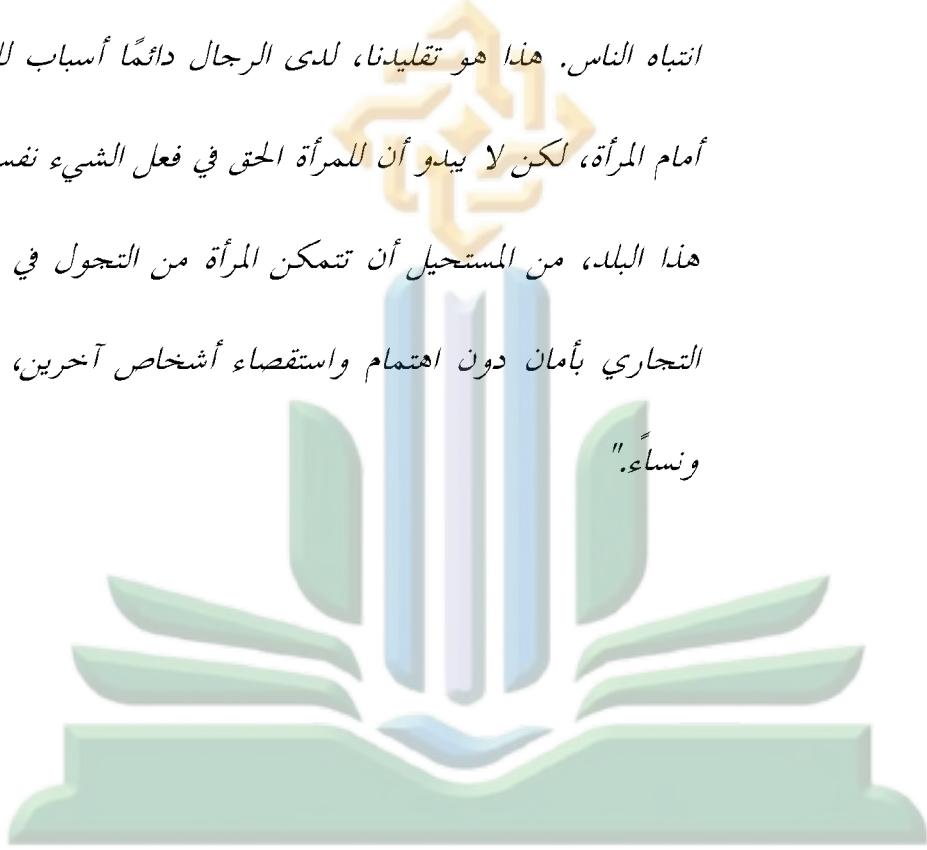 انتباه الناس. هذا هو تقليدنا، لدى الرجال دائمًا أسباب
أمام المرأة، لكن لا يبدو أن للمرأة الحق في فعل الشيء
هذا البلد، من المستحيل أن تتمكن المرأة من التجول في
التجاري بأمان دون اهتمام واستقصاء أشخاص آخرين،
ونساءً."